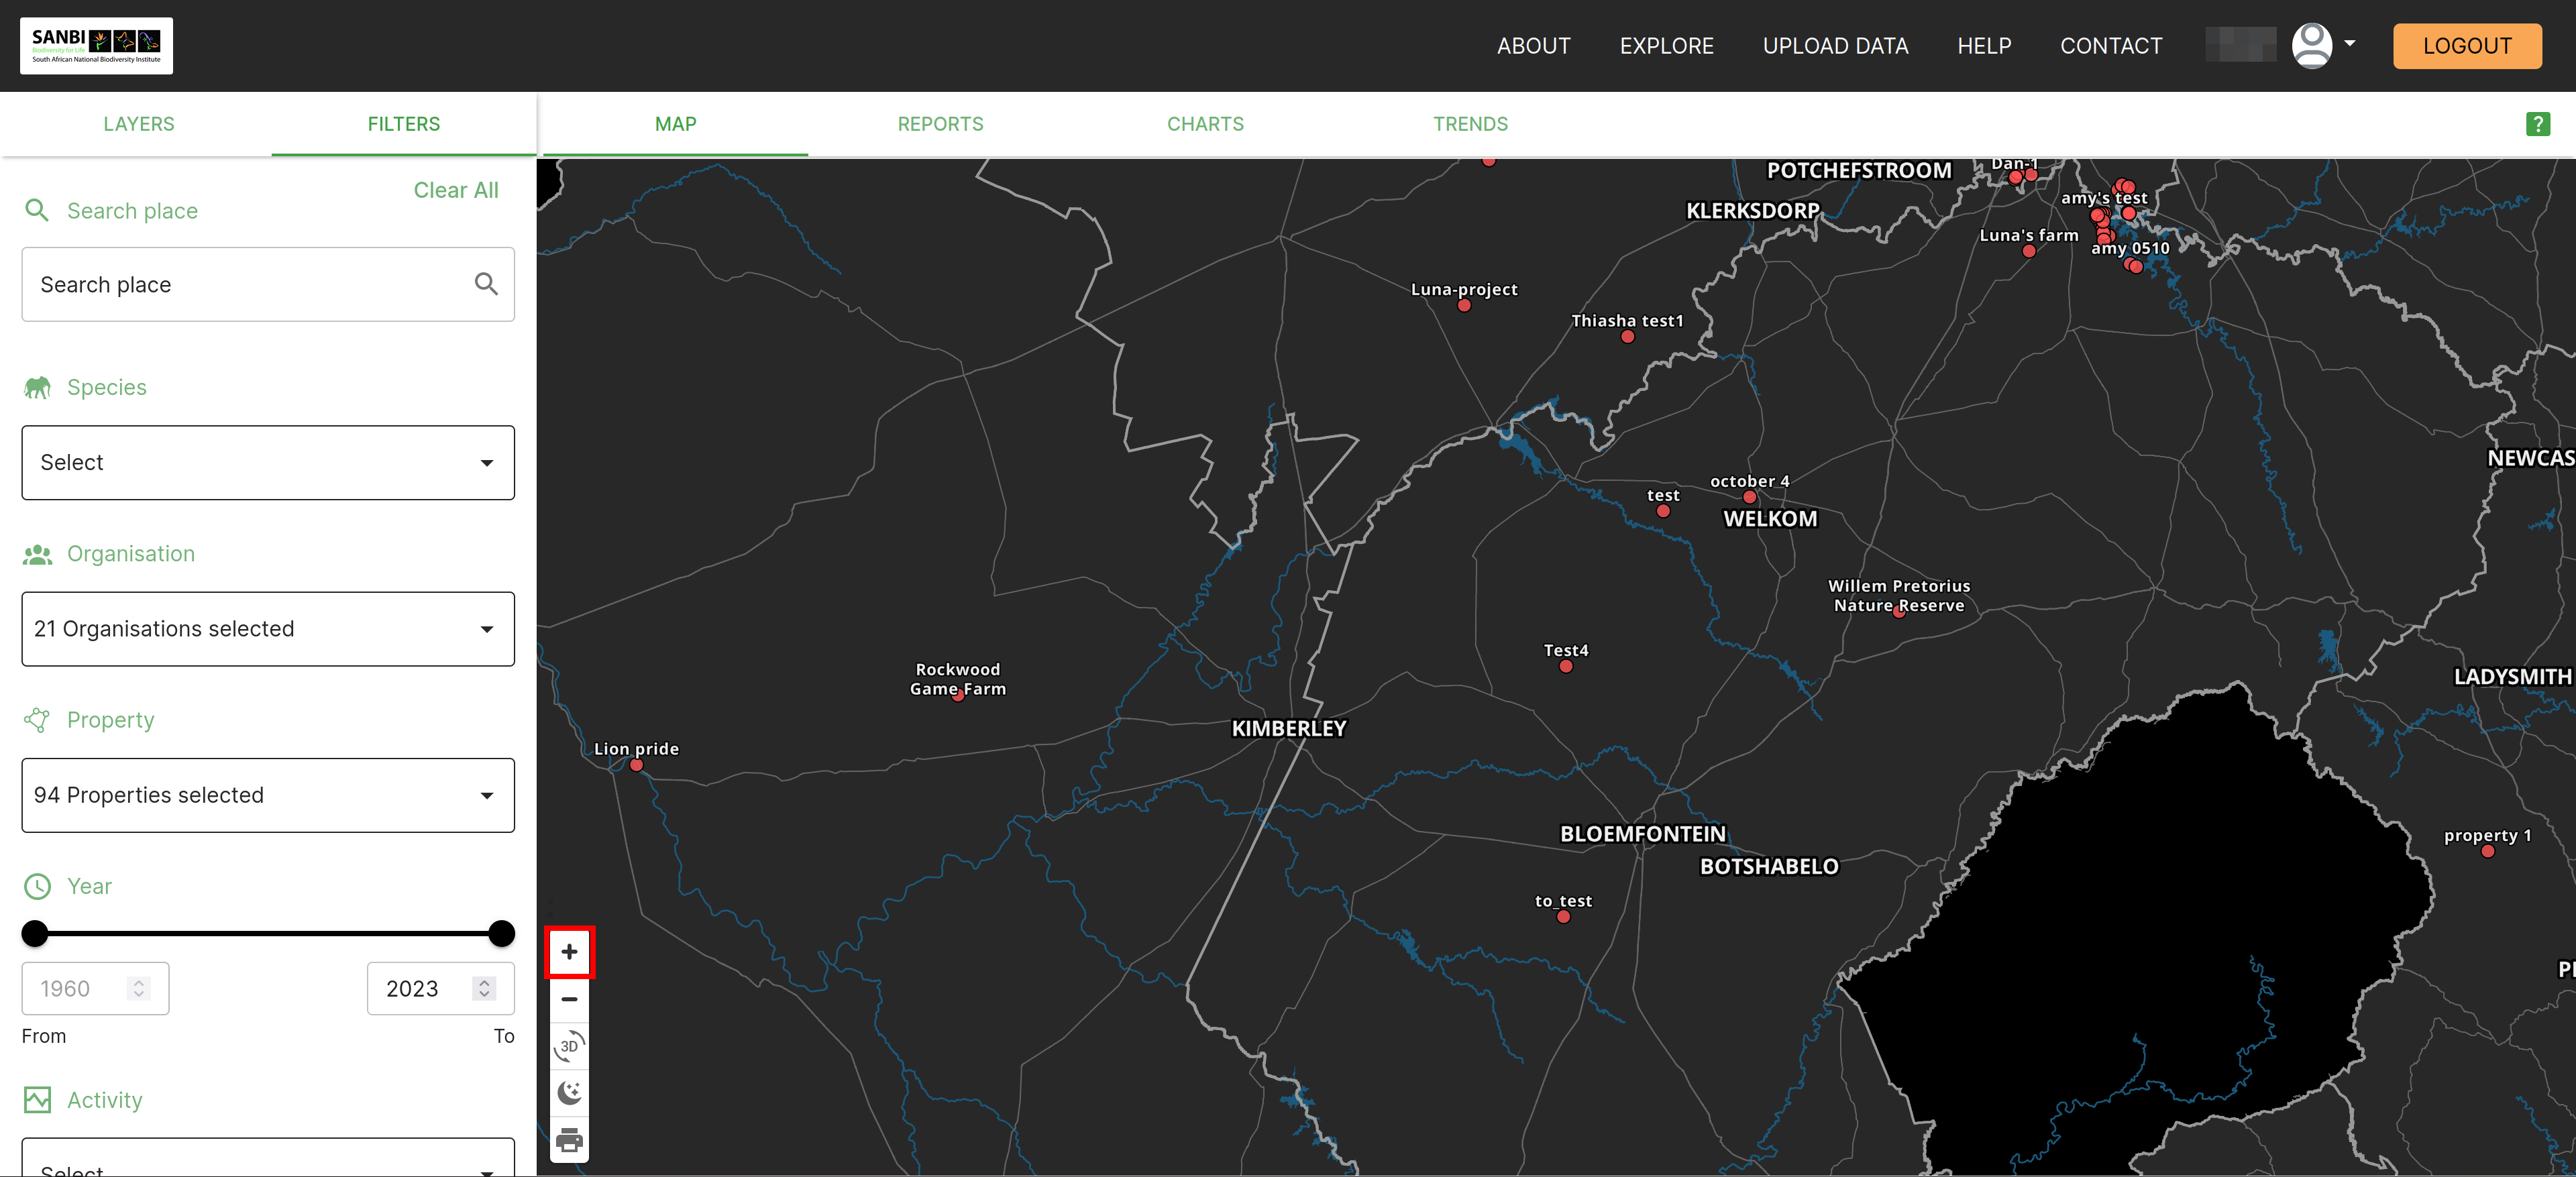 SANBI
Biodiversity for Life
South African National Biodiversity Institute
ABOUT
EXPLORE
UPLOAD DATA
HELP
CONTACT
LOGOUT
LAYERS
FILTERS
MAP
REPORTS
CHARTS
TRENDS
?
Clear All
Search place
Search place
Species
Select
Organisation
21 Organisations selected
Property
94 Properties selected
Year
1960
2023
From
To
Activity
Select
POTCHEFSTROOM
Dan-1
KLERKSDORP
amy's test
Luna's farm
amy 0510
Luna-project
Thiasha test1
NEWCAS
october 4
test
WELKOM
Willem Pretorius
Nature Reserve
Test4
Rockwood
Game Farm
LADYSMITH
KIMBERLEY
Lion pride
BLOEMFONTEIN
property 1
BOTSHABELO
to_test
+
−
3D